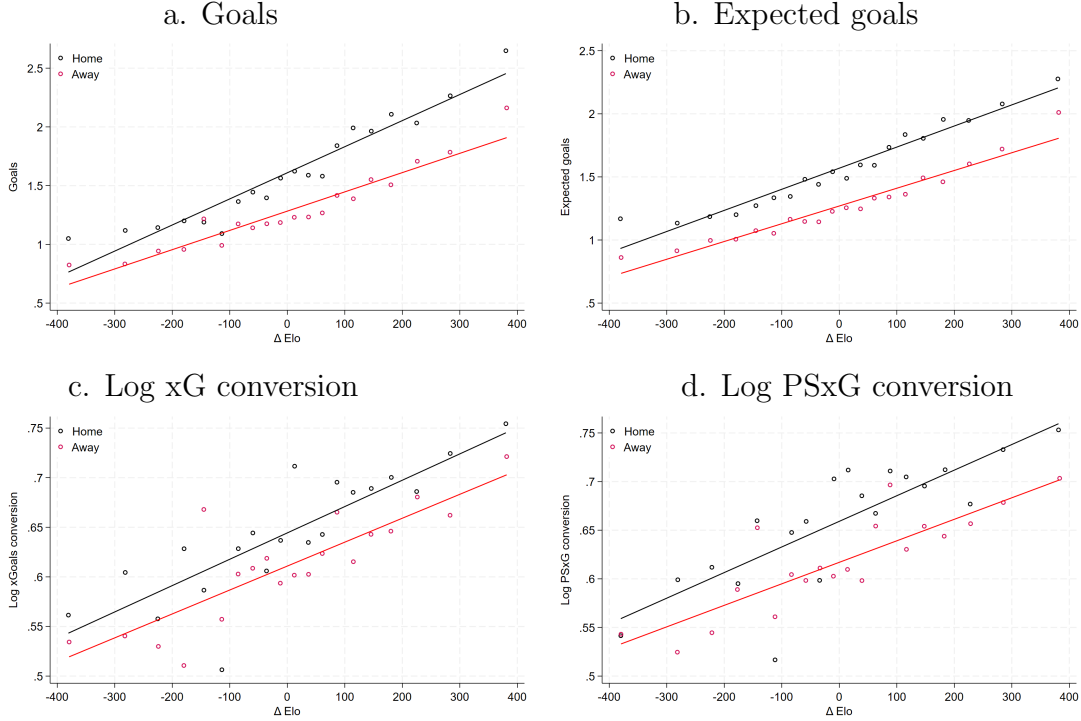 a. Goals
b. Expected goals
Home
Away
2.5
2
1.5
1
.5
Goals
-400 -300 -200 -100 0 100 200 300 400
Δ Elo
Home
Away
2.5
2
1.5
1
.5
Expected goals
-400 -300 -200 -100 0 100 200 300 400
Δ Elo
c. Log xG conversion
d. Log PSxG conversion
Home
Away
.75
.7
.65
.6
.55
.5
Log xGoals conversion
-400 -300 -200 -100 0 100 200 300 400
Δ Elo
Home
Away
.75
.7
.65
.6
.55
.5
Log PSxG conversion
-400 -300 -200 -100 0 100 200 300 400
Δ Elo